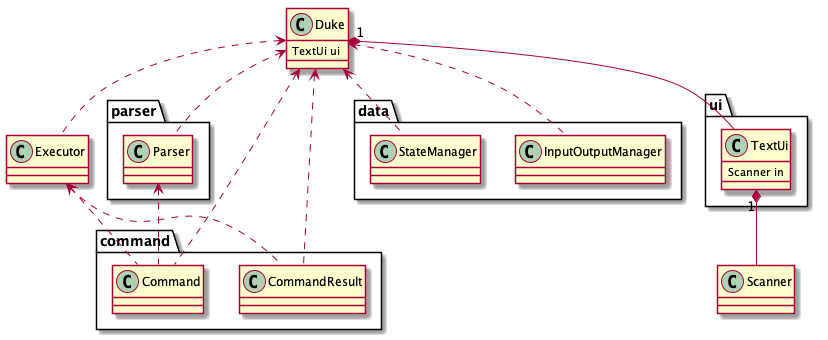 C Duke
TextUi ui
1
parser
data
ui
C Executor
C Parser
C StateManager
C InputOutputManager
C TextUi
Scanner in
1
command
C Command
C CommandResult
C Scanner